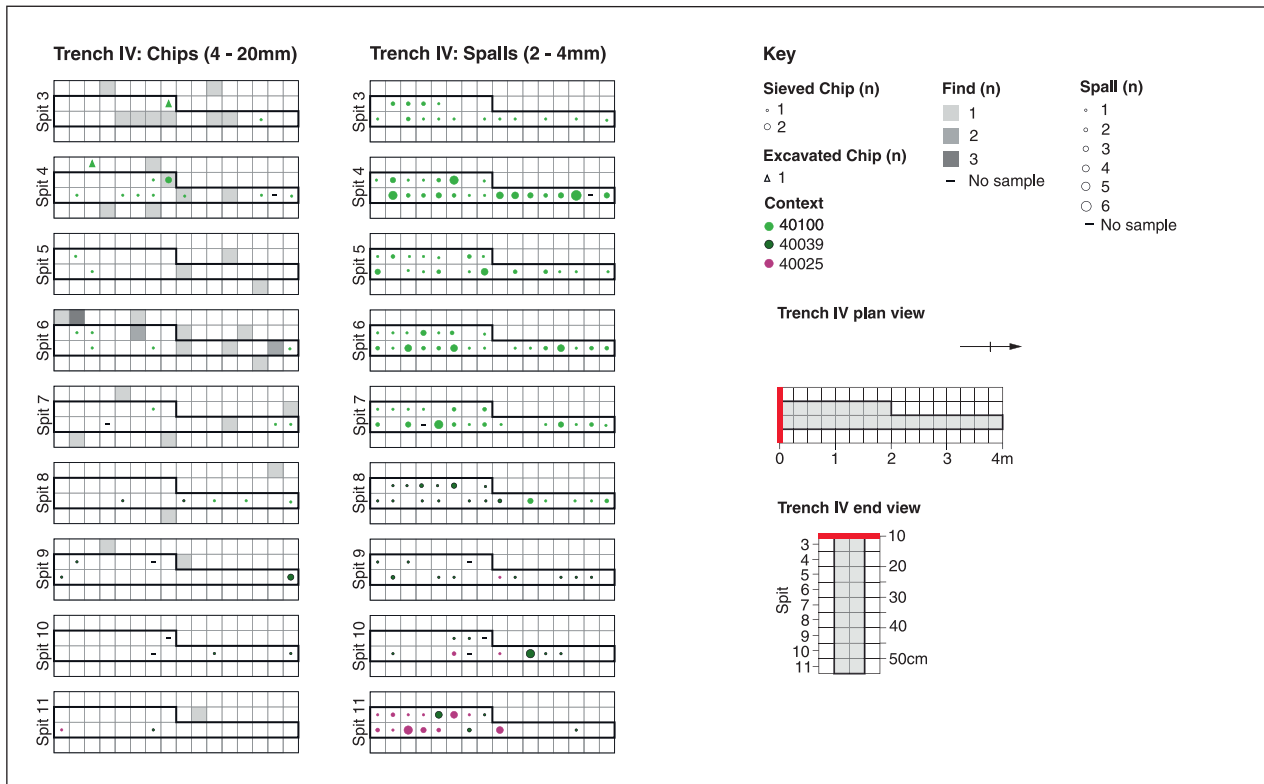 Trench IV: Chips (4 - 20mm)
Spit 3
Spit 4
Spit 5
Spit 6
Spit 7
Spit 8
Spit 9
Spit 10
Spit 11
Trench IV: Spalls (2 - 4mm)
Spit 3
Spit 4
Spit 5
Spit 6
Spit 7
Spit 8
Spit 9
Spit 10
Spit 11
Key
Sieved Chip (n)
1
2
Excavated Chip (n)
1
Context
40100
40039
40025
Find (n)
1
2
3
No sample
Spall (n)
1
2
3
4
5
6
No sample
Trench IV plan view
0 1 2 3 4m
Trench IV end view
Spit
3
4
5
6
7
8
9
10
11
10
20
30
40
50cm